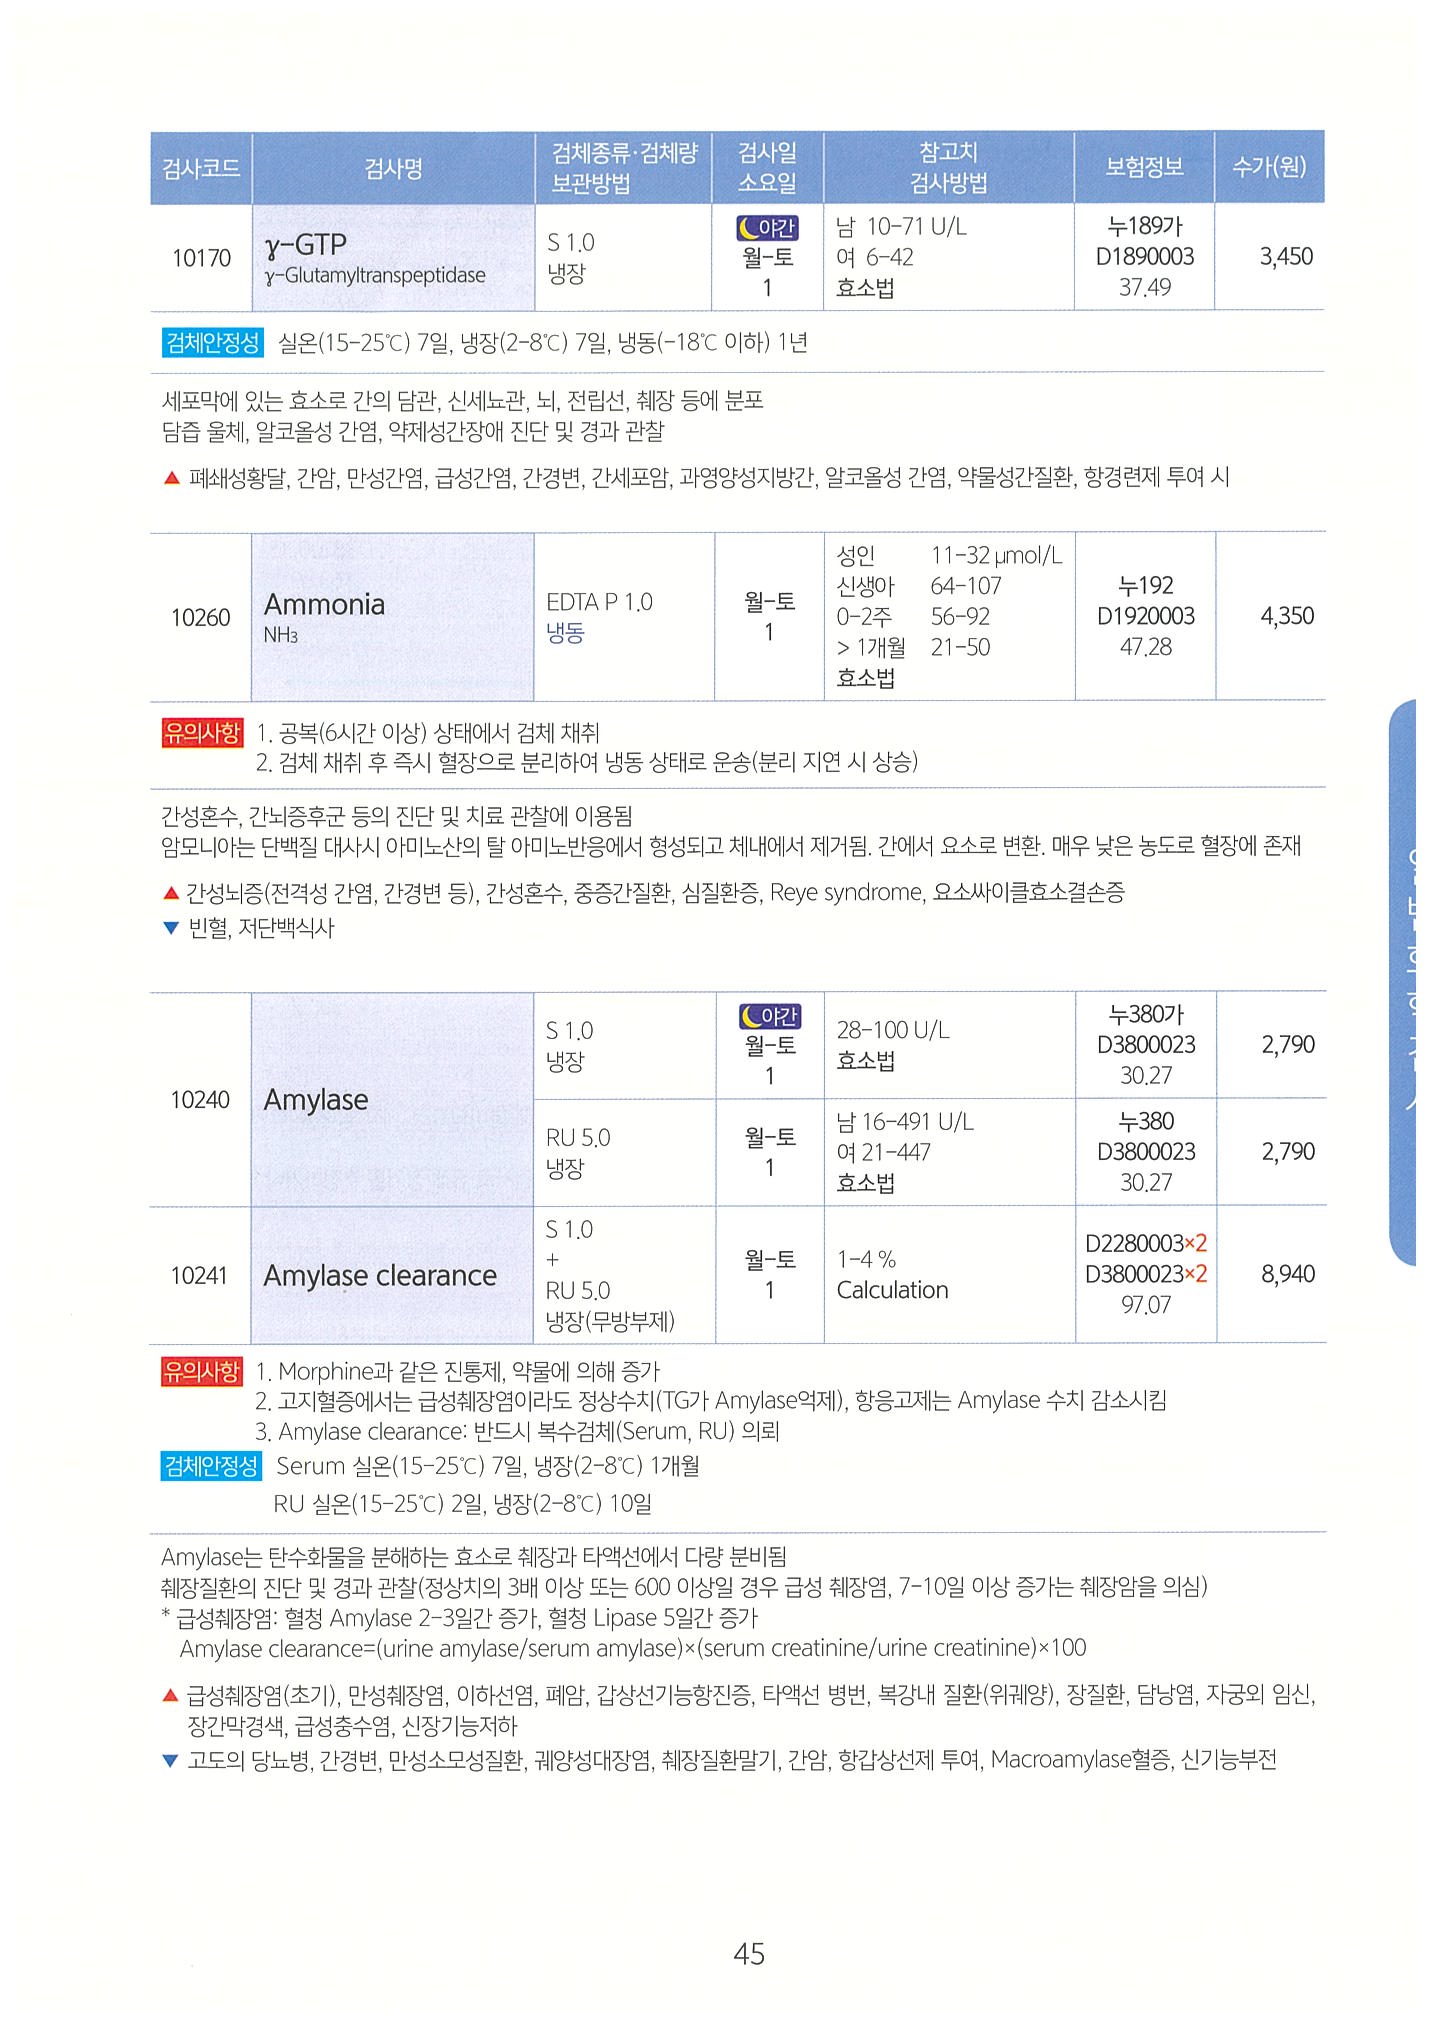 검사코드
검사명
검체종류·검체량
보관방법
검사일
소요일
참고치
검사방법
보험정보
수가(원)
10170
γ-GTP
γ-Glutamyltranspeptidase
S 1.0
냉장
야간
월-토
1
남 10-71 U/L
여 6-42
효소법
누189가
D1890003
37.49
3,450
검체안정성 실온(15-25℃) 7일, 냉장(2-8℃) 7일, 냉동(-18℃ 이하) 1년
세포막에 있는 효소로 간의 담관, 신세뇨관, 뇌, 전립선, 췌장 등에 분포
담즙 울체, 알코올성 간염, 약제성간장애 진단 및 경과 관찰
▲ 폐쇄성황달, 간암, 만성간염, 급성간염, 간경변, 간세포암, 과영양성지방간, 알코올성 간염, 약물성간질환, 항경련제 투여 시
10260
Ammonia
NH3
EDTA P 1.0
냉동
월-토
1
성인 11-32 μmol/L
신생아 64-107
0-2주 56-92
> 1개월 21-50
효소법
누192
D1920003
47.28
4,350
유의사항 1. 공복(6시간 이상) 상태에서 검체 채취
2. 검체 채취 후 즉시 혈장으로 분리하여 냉동 상태로 운송(분리 지연 시 상승)
간성혼수, 간뇌증후군 등의 진단 및 치료 관찰에 이용됨
암모니아는 단백질 대사시 아미노산의 탈 아미노반응에서 형성되고 체내에서 제거됨. 간에서 요소로 변환. 매우 낮은 농도로 혈장에 존재
▲ 간성뇌증(전격성 간염, 간경변 등), 간성혼수, 중증간질환, 심질환증, Reye syndrome, 요소싸이클효소결손증
▼ 빈혈, 저단백식사
10240
Amylase
S 1.0
냉장
야간
월-토
1
28-100 U/L
효소법
누380가
D3800023
30.27
2,790
RU 5.0
냉장
월-토
1
남 16-491 U/L
여 21-447
효소법
누380
D3800023
30.27
2,790
10241
Amylase clearance
S 1.0
+
RU 5.0
냉장(무방부제)
월-토
1
1-4 %
Calculation
D2280003×2
D3800023×2
97.07
8,940
유의사항 1. Morphine과 같은 진통제, 약물에 의해 증가
2. 고지혈증에서는 급성췌장염이라도 정상수치(TG가 Amylase억제), 항응고제는 Amylase 수치 감소시킴
3. Amylase clearance: 반드시 복수검체(Serum, RU) 의뢰
검체안정성 Serum 실온(15-25℃) 7일, 냉장(2-8℃) 1개월
RU 실온(15-25℃) 2일, 냉장(2-8℃) 10일
Amylase는 탄수화물을 분해하는 효소로 췌장과 타액선에서 다량 분비됨
췌장질환의 진단 및 경과 관찰(정상치의 3배 이상 또는 600 이상일 경우 급성 췌장염, 7-10일 이상 증가는 췌장암을 의심)
* 급성췌장염: 혈청 Amylase 2-3일간 증가, 혈청 Lipase 5일간 증가
Amylase clearance=(urine amylase/serum amylase)×(serum creatinine/urine creatinine)×100
▲ 급성췌장염(초기), 만성췌장염, 이하선염, 폐암, 갑상선기능항진증, 타액선 병변, 복강내 질환(위궤양), 장질환, 담낭염, 자궁외 임신,
장간막경색, 급성충수염, 신장기능저하
▼ 고도의 당뇨병, 간경변, 만성소모성질환, 궤양성대장염, 췌장질환말기, 간암, 항갑상선제 투여, Macroamylase혈증, 신기능부전
45